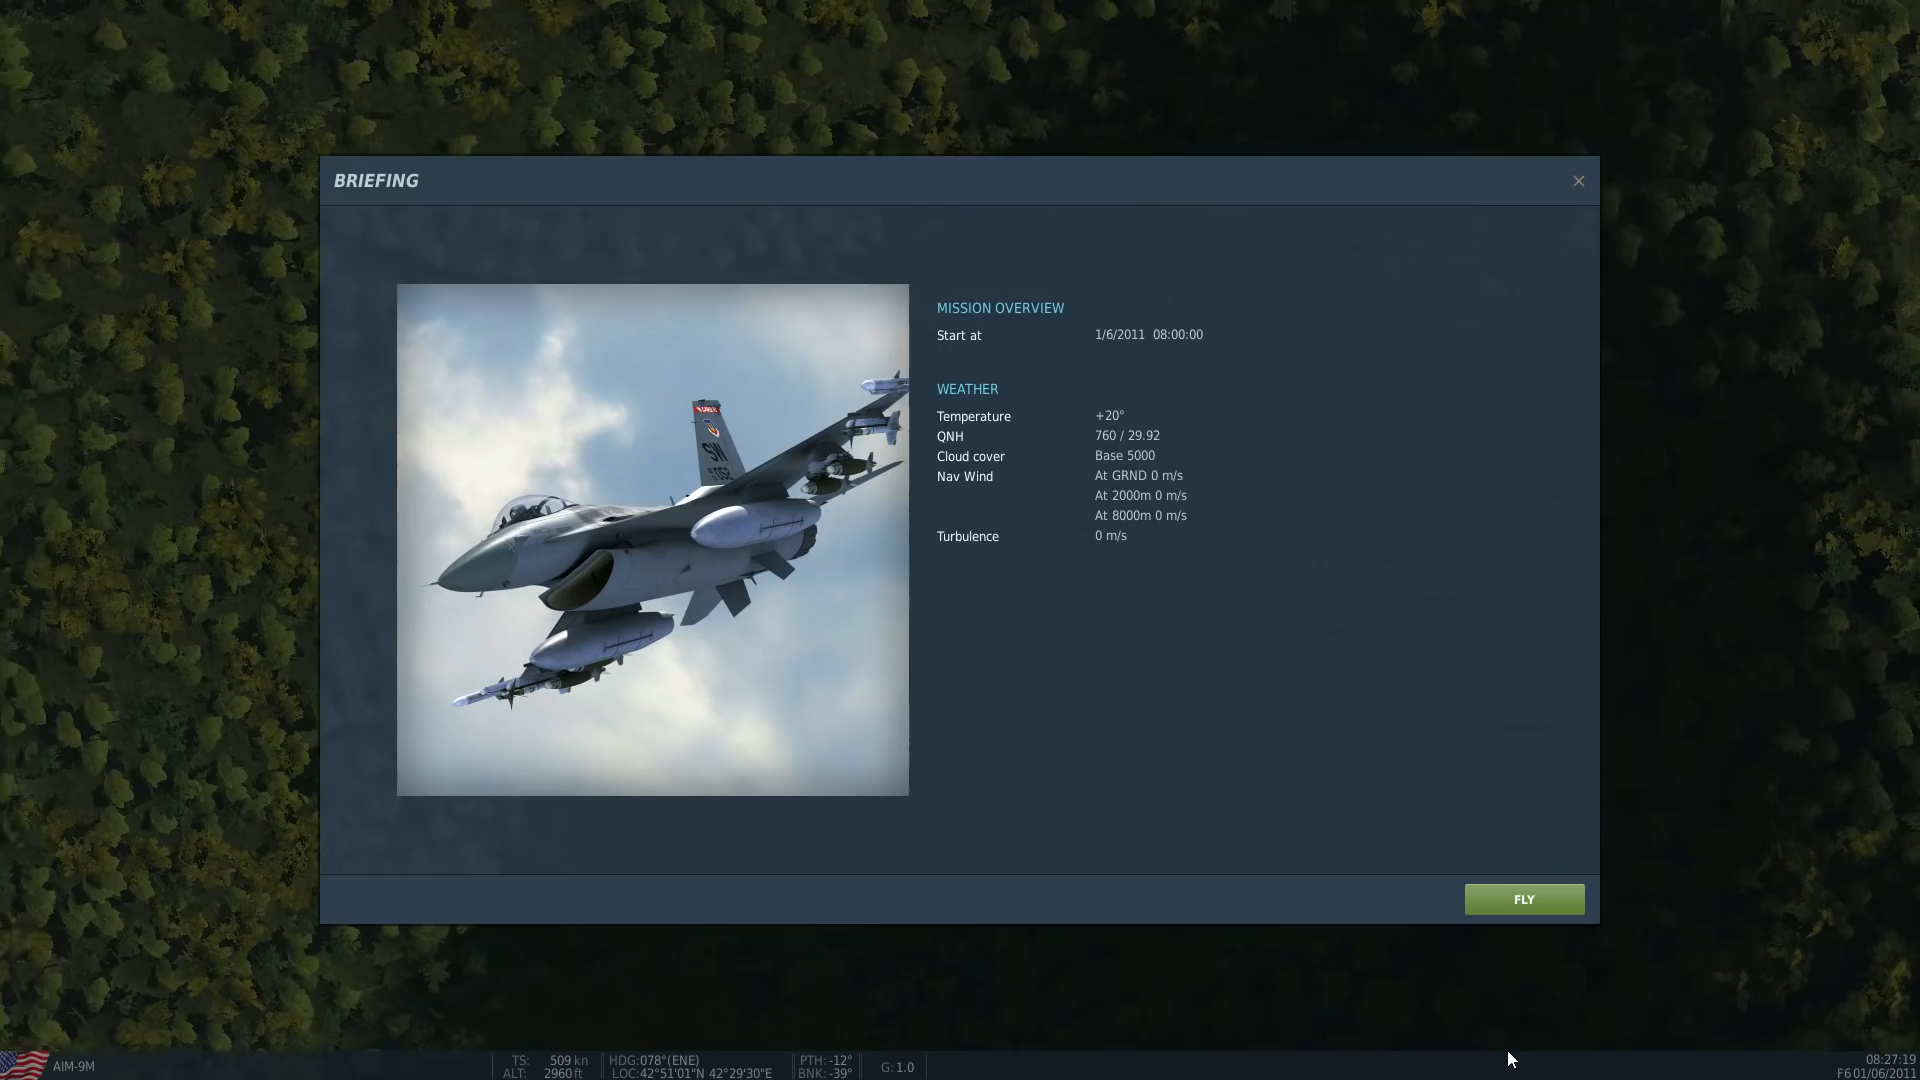 BRIEFING
MISSION OVERVIEW
Start at 1/6/2011 08:00:00
WEATHER
Temperature +20°
QNH 760 / 29.92
Cloud cover Base 5000
Nav Wind At GRND 0 m/s
At 2000m 0 m/s
At 8000m 0 m/s
Turbulence 0 m/s
SW
FLY
AIM-9M
TS: 509 kn HDG:078°(ENE) PTH: -12°
ALT: 2960 ft LOC:42°51'01"N 42°29'30"E BNK: -39°
G: 1.0
08:27:19
F6 01/06/2011